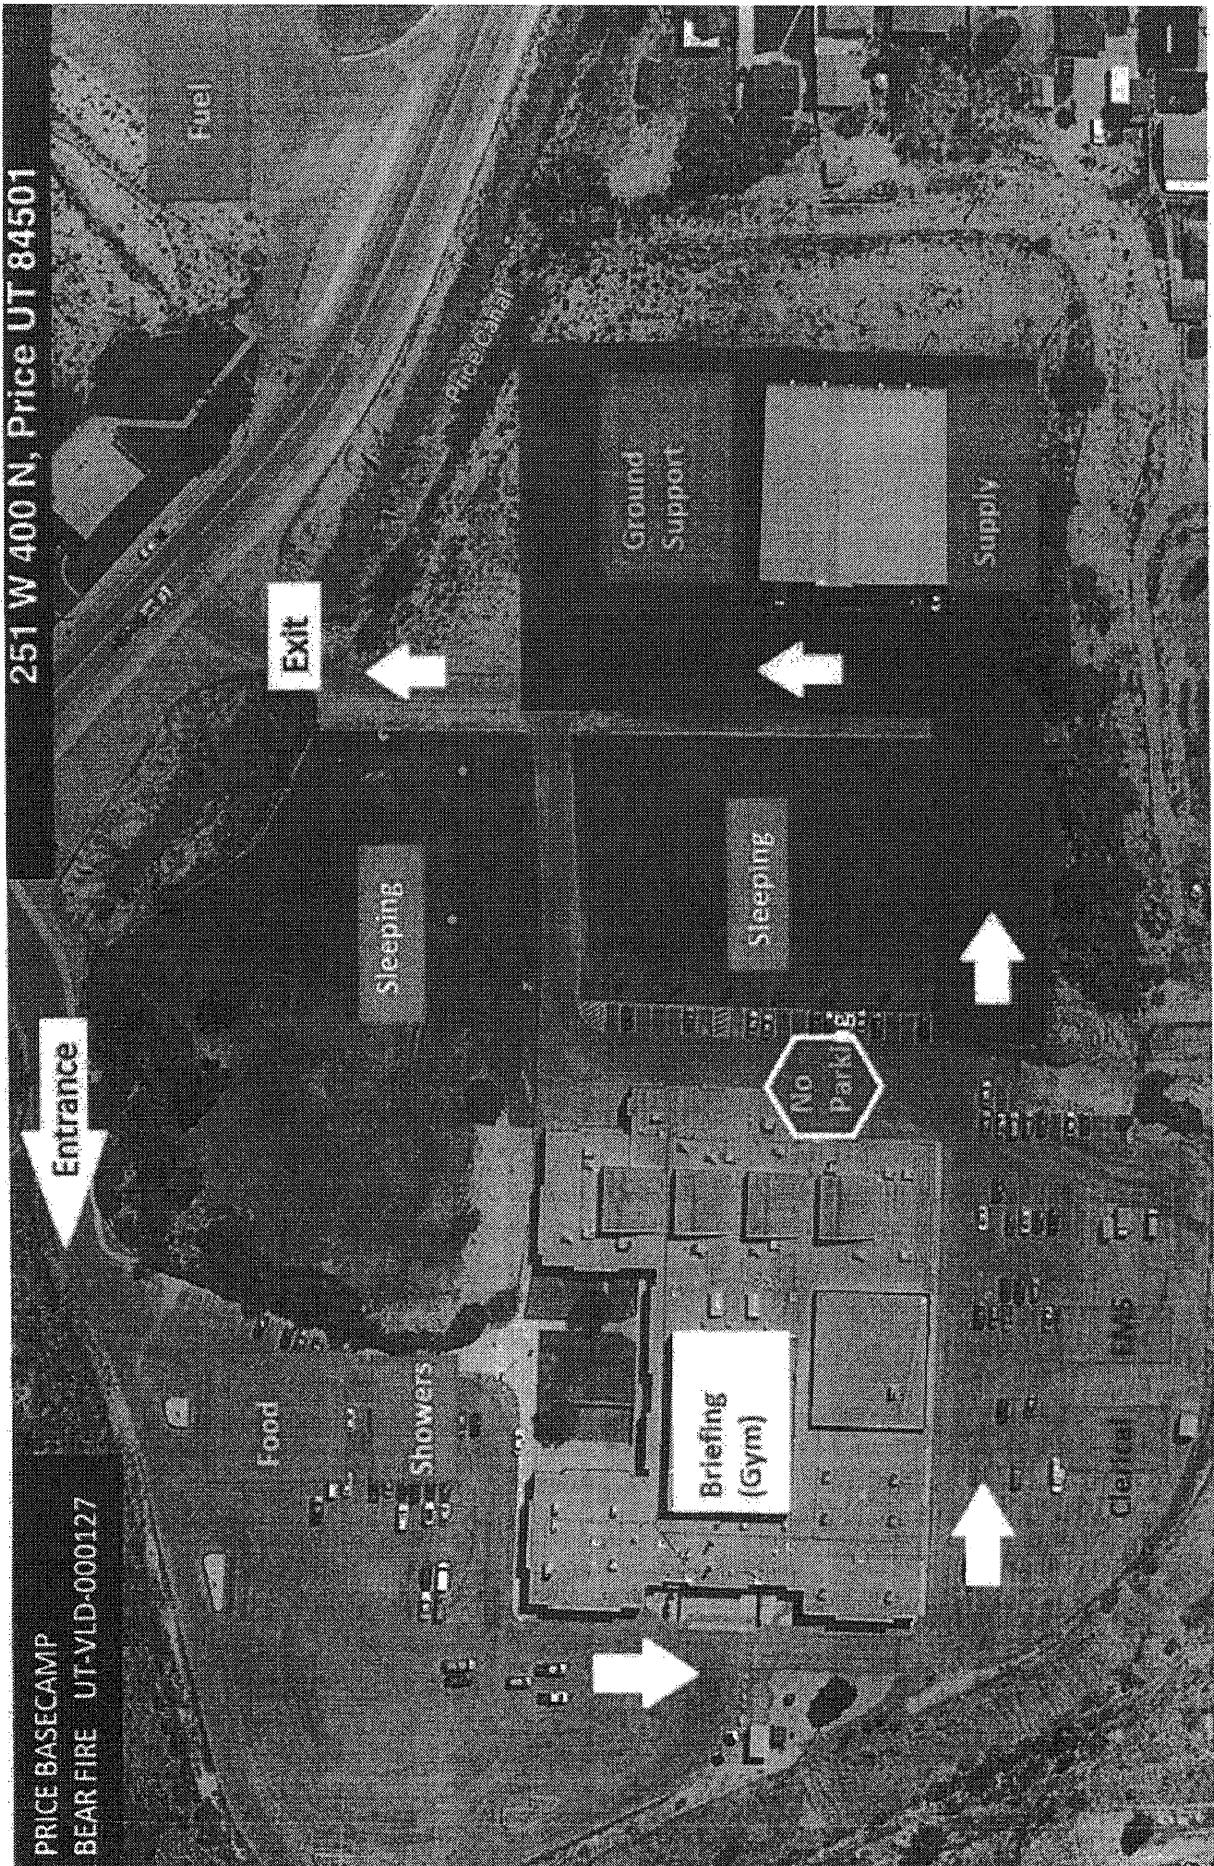 PRICE BASECAMP
BEAR FIRE UT-VLD-000127
251 W 400 N, Price UT 84501
Entrance
Exit
Fuel
Food
Showers
Sleeping
Price Canal
Ground
Support
Sleeping
Supply
Briefing
(Gym)
No
Parking
EMS